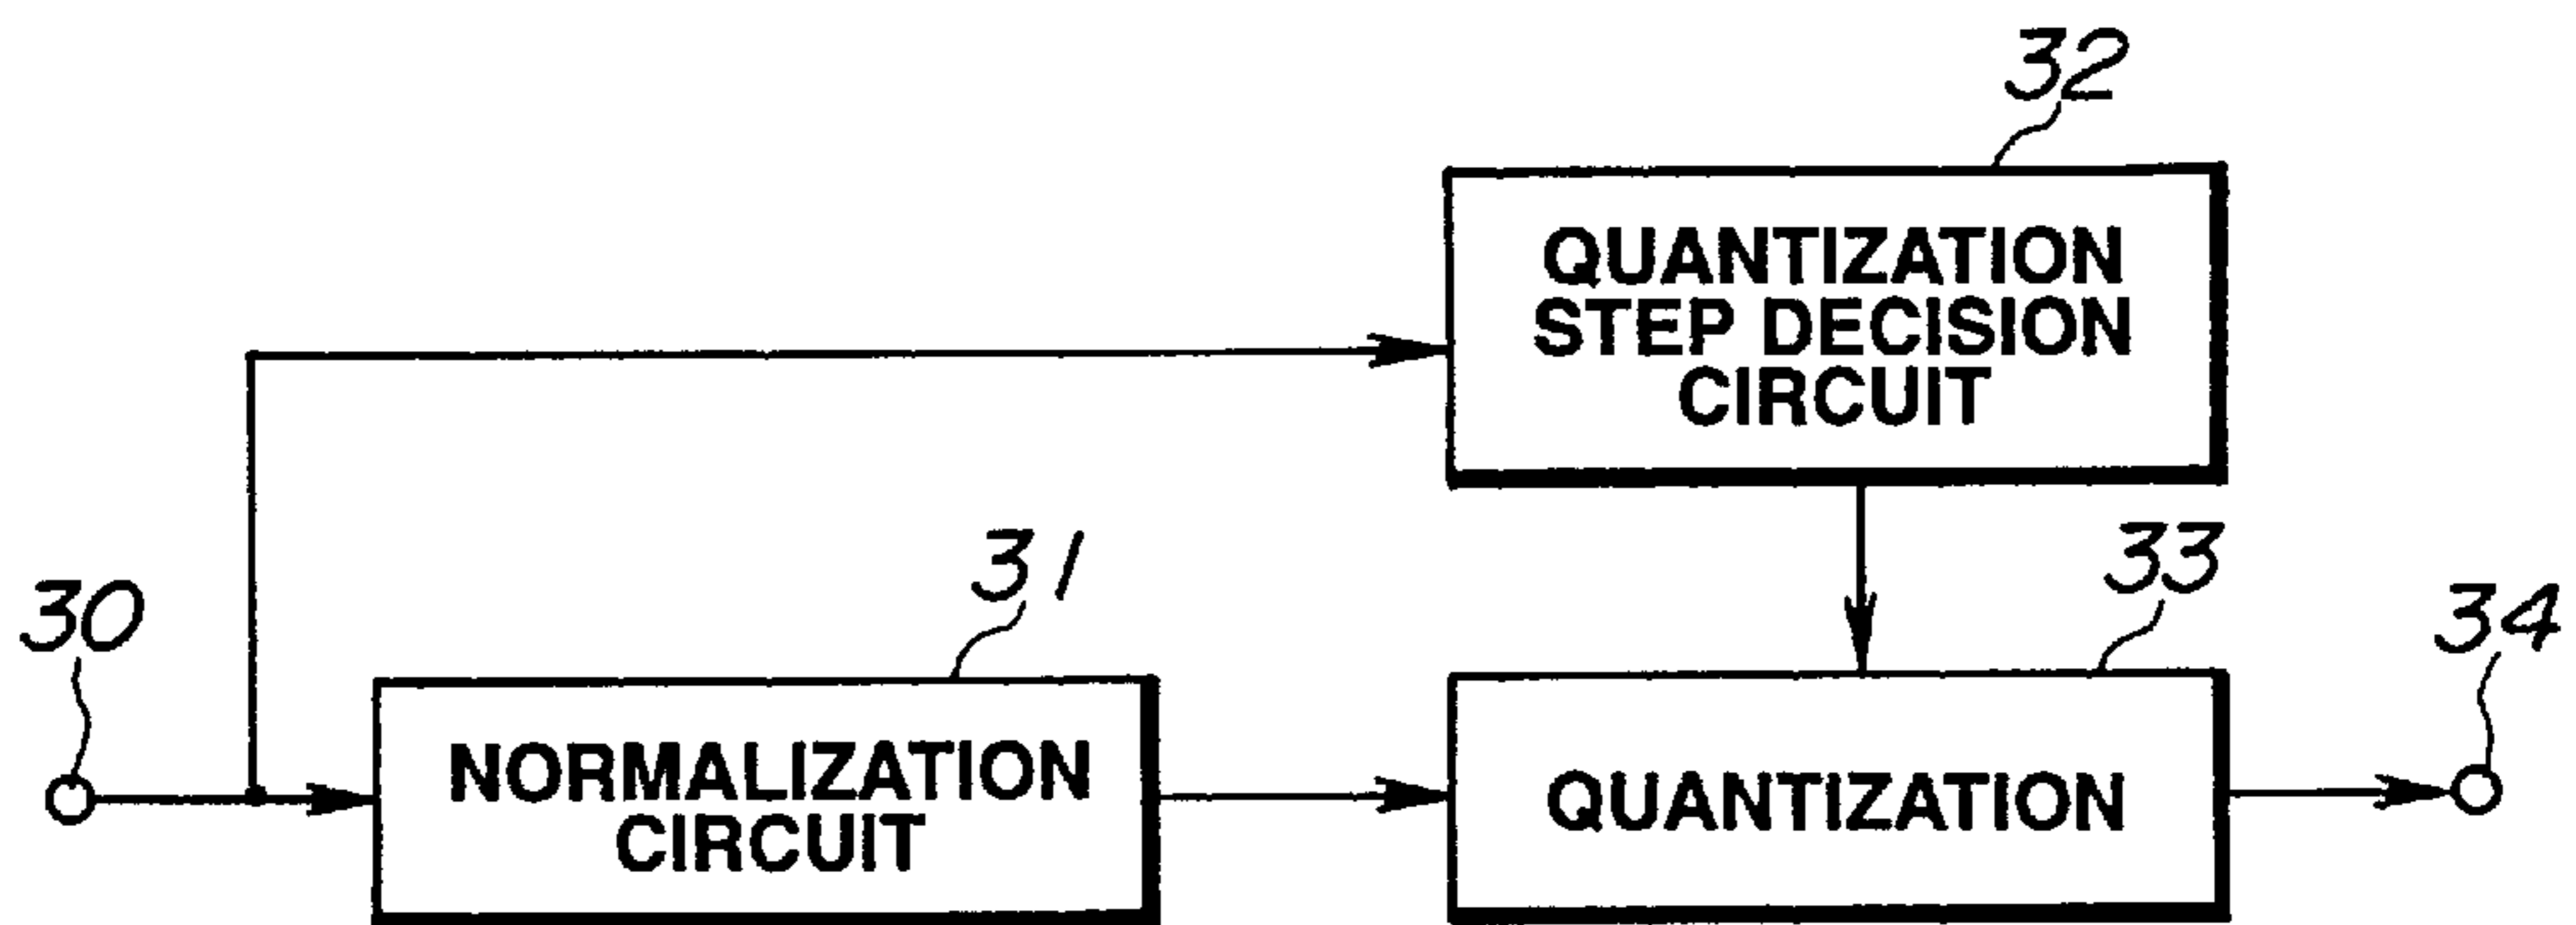 32
QUANTIZATION
STEP DECISION
CIRCUIT
30
31
33
34
NORMALIZATION
CIRCUIT
QUANTIZATION